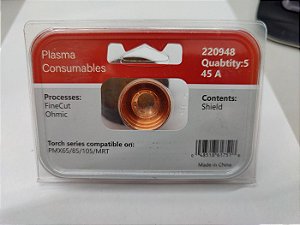 Plasma
Consumables
220948
Quabtity:5
45 A
Processes:
FineCut
Ohmic
Contents:
Shield
Torch series compatible on:
PMX65/85/105/MRT
Made in China